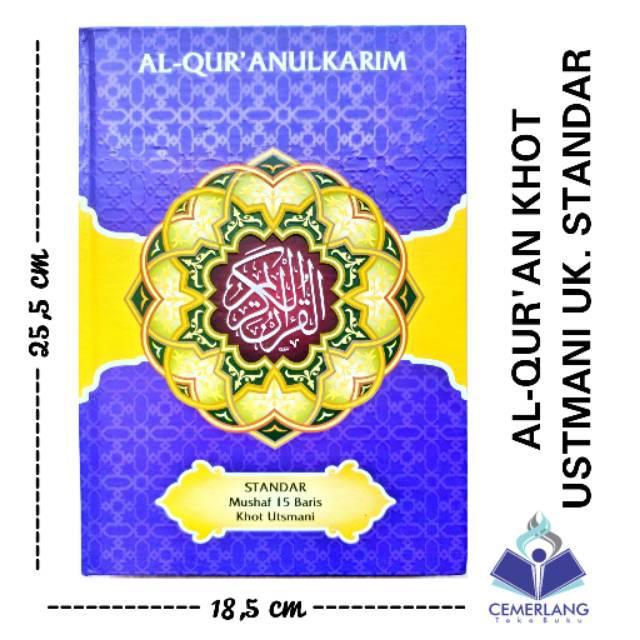 AL-QUR'ANULKARIM
القرآن الكريم
STANDAR
Mushaf 15 Baris
Khot Utsmani
25,5 cm
18,5 cm
AL-QUR'AN KHOT
USTMANI UK. STANDAR
CEMERLANG
Toko Buku